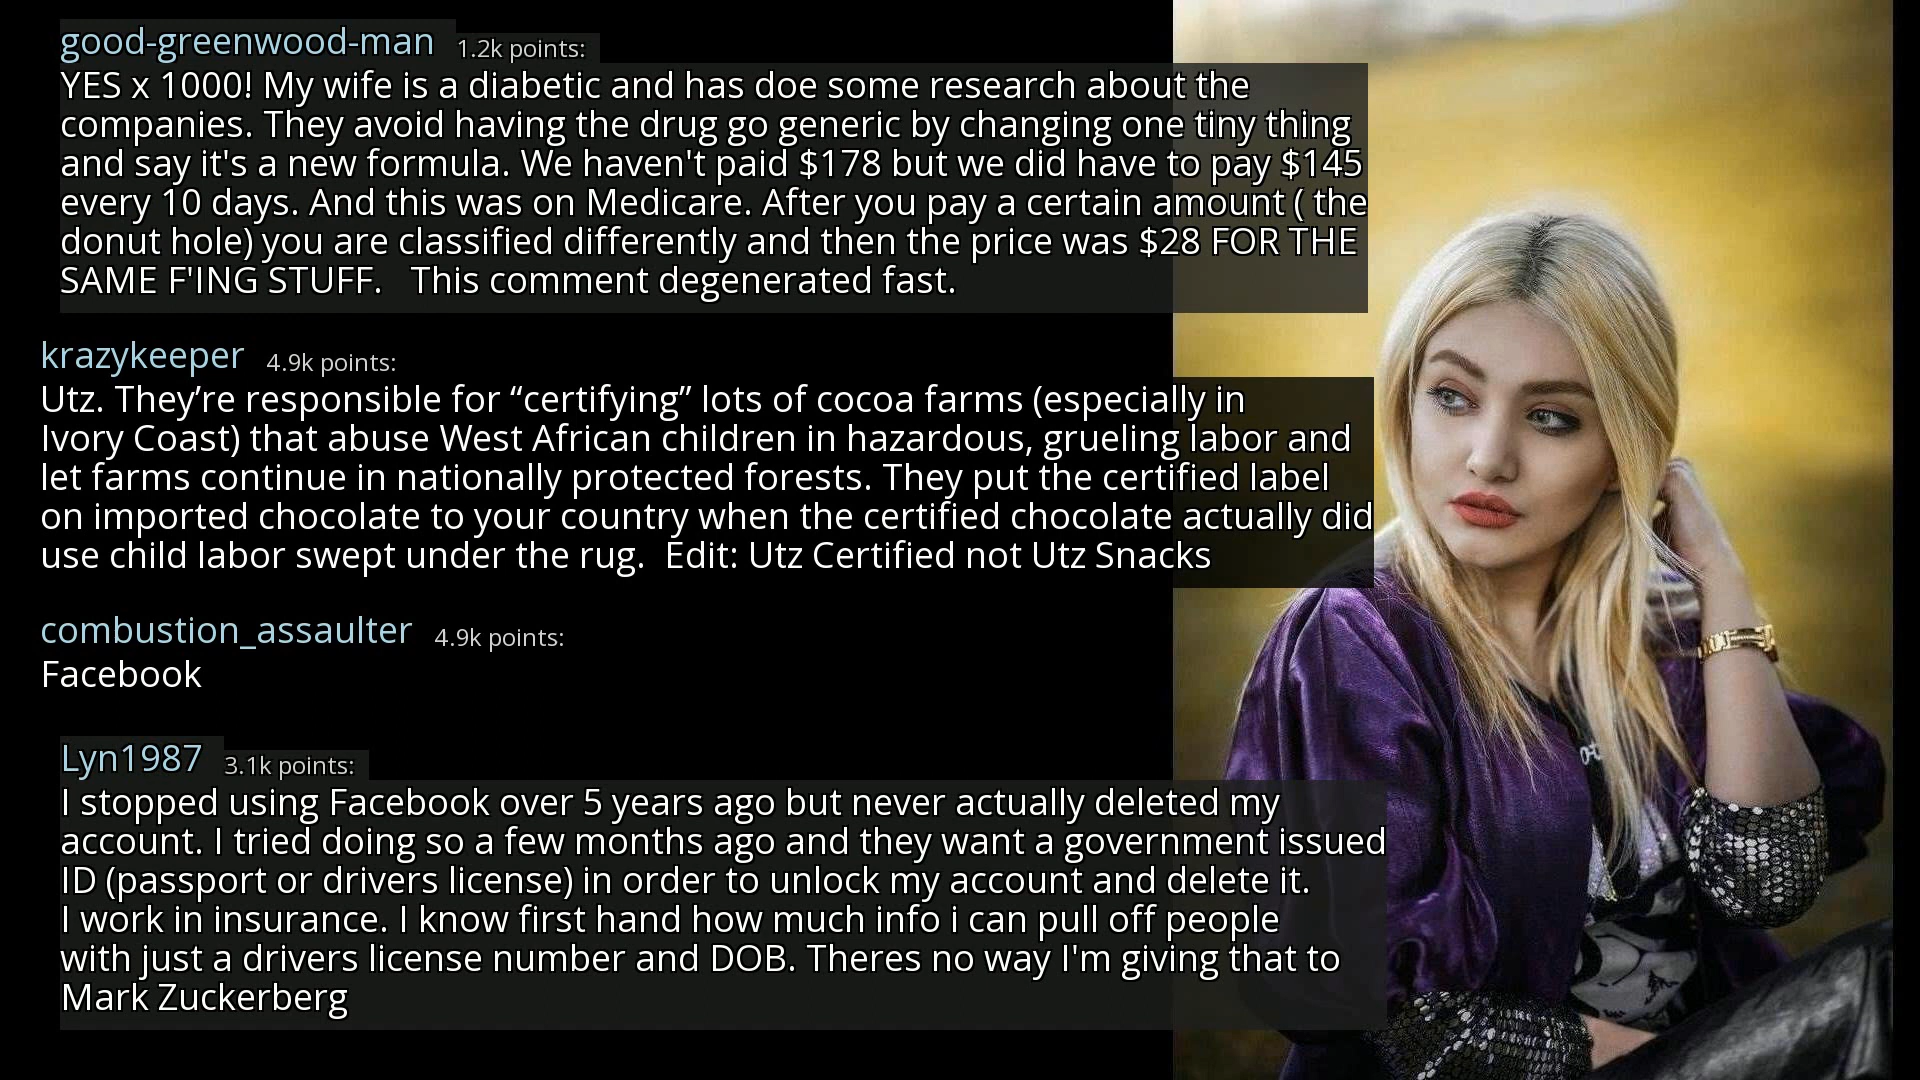 good-greenwood-man 1.2k points:
YES x 1000! My wife is a diabetic and has doe some research about the
companies. They avoid having the drug go generic by changing one tiny thing
and say it's a new formula. We haven't paid $178 but we did have to pay $145
every 10 days. And this was on Medicare. After you pay a certain amount ( the
donut hole) you are classified differently and then the price was $28 FOR THE
SAME F'ING STUFF.   This comment degenerated fast.
krazykeeper 4.9k points:
Utz. They’re responsible for “certifying” lots of cocoa farms (especially in
Ivory Coast) that abuse West African children in hazardous, grueling labor and
let farms continue in nationally protected forests. They put the certified label
on imported chocolate to your country when the certified chocolate actually did
use child labor swept under the rug.  Edit: Utz Certified not Utz Snacks
combustion_assaulter 4.9k points:
Facebook
Lyn1987 3.1k points:
I stopped using Facebook over 5 years ago but never actually deleted my
account. I tried doing so a few months ago and they want a government issued
ID (passport or drivers license) in order to unlock my account and delete it.
I work in insurance. I know first hand how much info i can pull off people
with just a drivers license number and DOB. Theres no way I'm giving that to
Mark Zuckerberg